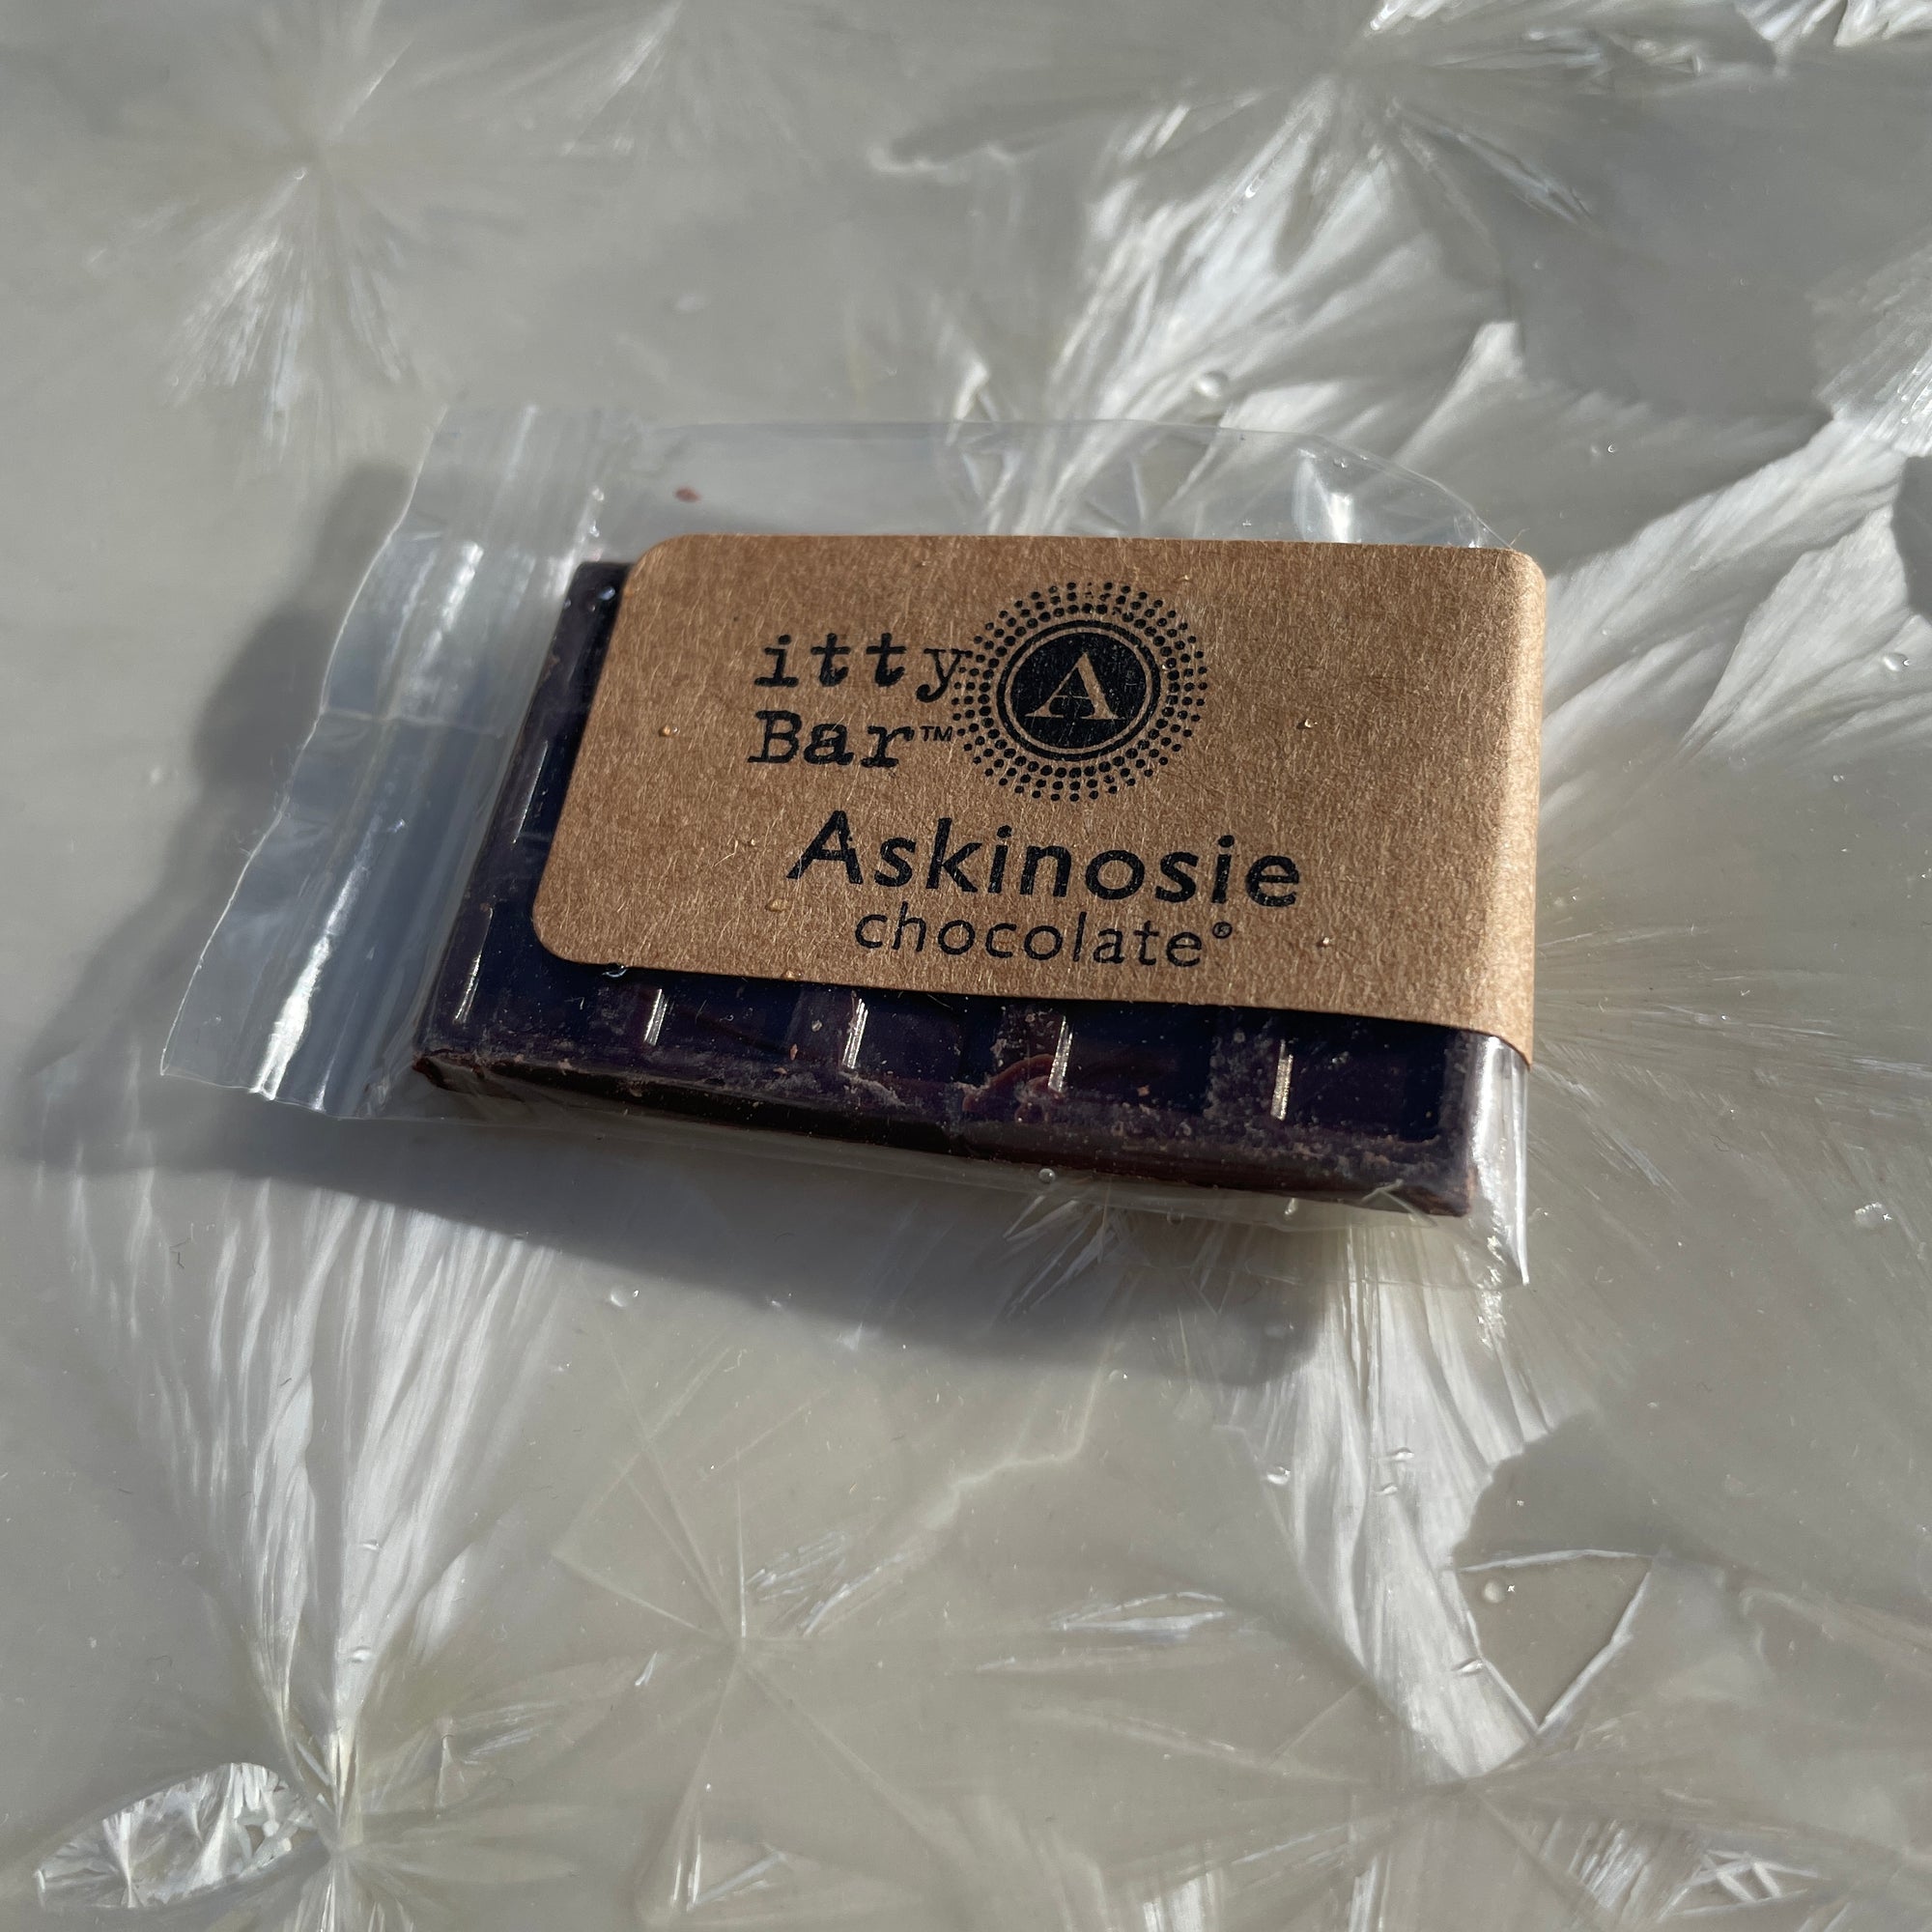 itty
Bar™
A
Askinosie
chocolate®